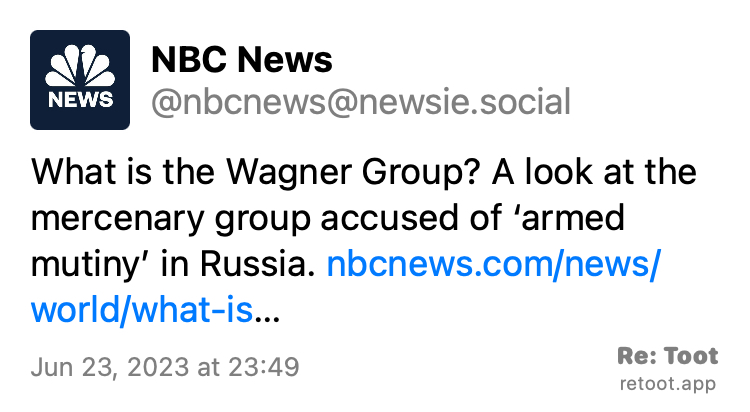 NEWS
NBC News
@nbcnews@newsie.social
What is the Wagner Group? A look at the
mercenary group accused of ‘armed
mutiny’ in Russia. nbcnews.com/news/
world/what-is...
Jun 23, 2023 at 23:49
Re: Toot
retoot.app